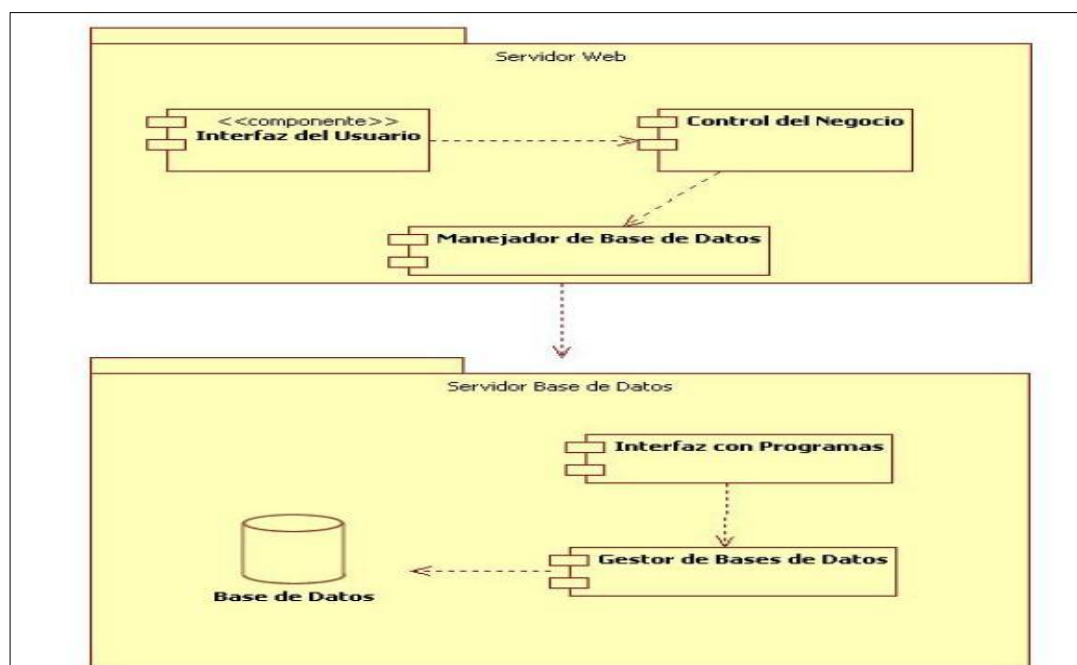 Servidor Web
<<componente>>
Interfaz del Usuario
Control del Negocio
Manejador de Base de Datos
Servidor Base de Datos
Interfaz con Programas
Gestor de Bases de Datos
Base de Datos